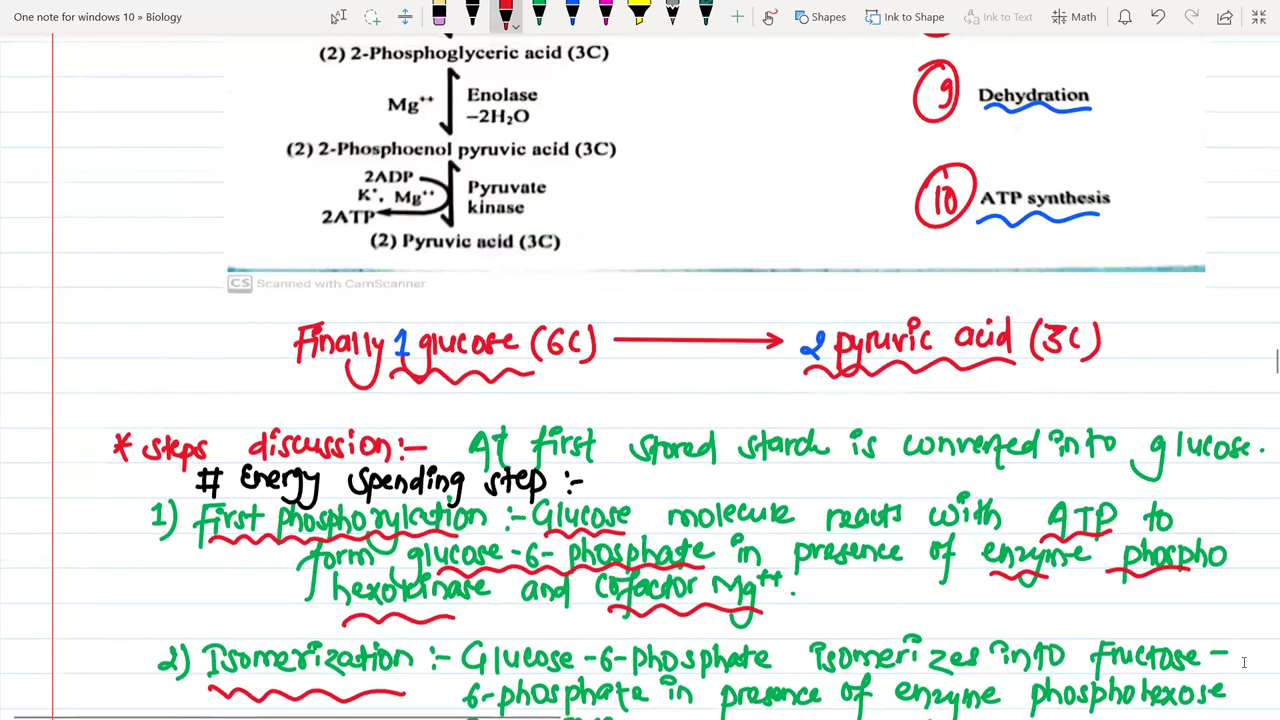 One note for windows 10 » Biology
Shapes
Ink to Shape
Ink to Text
Math
(2) 2-Phosphoglyceric acid (3C)
Mg⁺⁺
Enolase
−2H₂O
9
Dehydration
(2) 2-Phosphoenol pyruvic acid (3C)
2ADP
K⁺, Mg⁺⁺
2ATP
Pyruvate
kinase
10
ATP synthesis
(2) Pyruvic acid (3C)
CS Scanned with CamScanner
Finally 1 glucose (6C) → 2 pyruvic acid (3C)
* steps discussion:- At first stored starch is converted into glucose.
# Energy spending step :-
1) First phosphorylation :- Glucose molecule reacts with ATP to
form glucose-6-phosphate in presence of enzyme phospho
hexokinase and cofactor Mg⁺⁺.
2) Isomerization :- Glucose-6-phosphate isomerizes into fructose-
6-phosphate in presence of enzyme phosphohexose